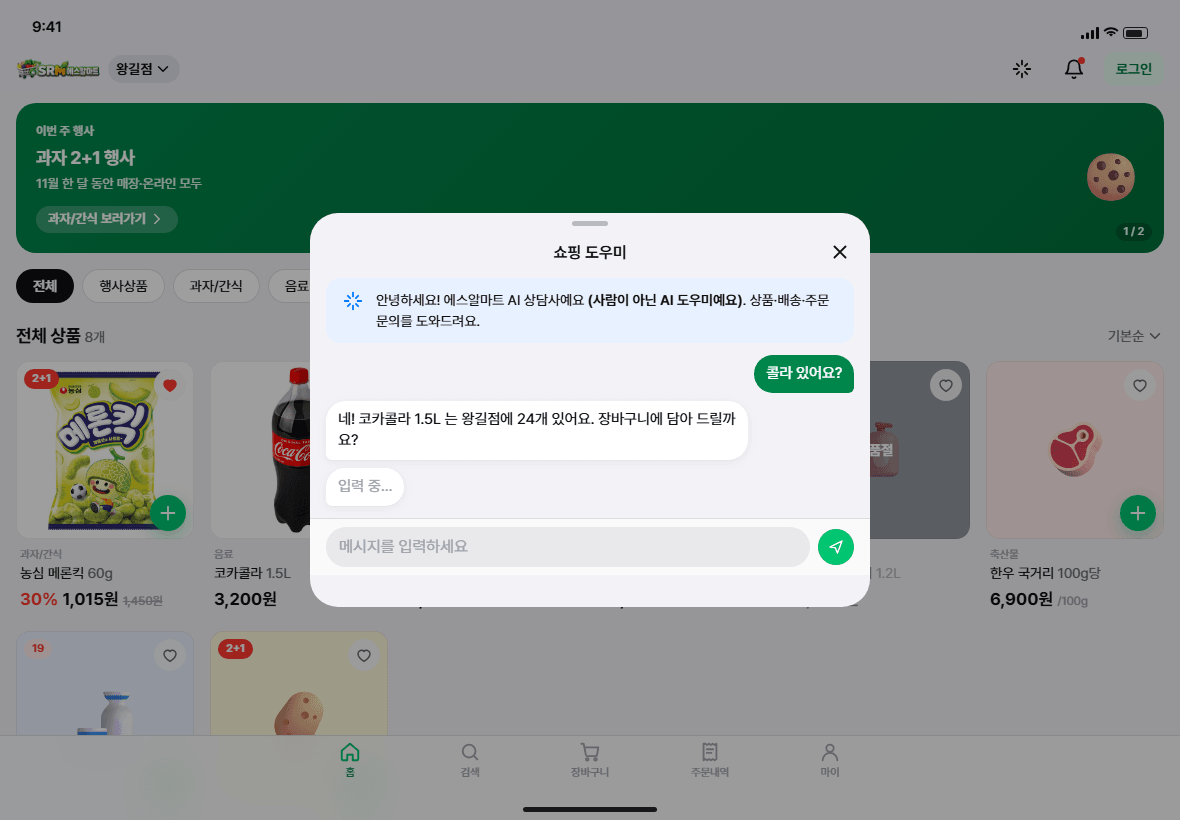 9:41
SRM 에스알마트
왕길점
로그인
이번 주 행사
과자 2+1 행사
11월 한 달 동안 매장·온라인 모두
과자/간식 보러가기
1 / 2
전체
행사상품
과자/간식
음료
전체 상품 8개
기본순
쇼핑 도우미
안녕하세요! 에스알마트 AI 상담사예요 (사람이 아닌 AI 도우미예요). 상품·배송·주문
문의를 도와드려요.
콜라 있어요?
네! 코카콜라 1.5L 는 왕길점에 24개 있어요. 장바구니에 담아 드릴까
요?
입력 중...
메시지를 입력하세요
2+1
농심
메론킥
Coca-Cola
품절
과자/간식
농심 메론킥 60g
30% 1,015원 1,450원
음료
코카콜라 1.5L
3,200원
1.2L
축산물
한우 국거리 100g당
6,900원 /100g
19
2+1
홈
검색
장바구니
주문내역
마이